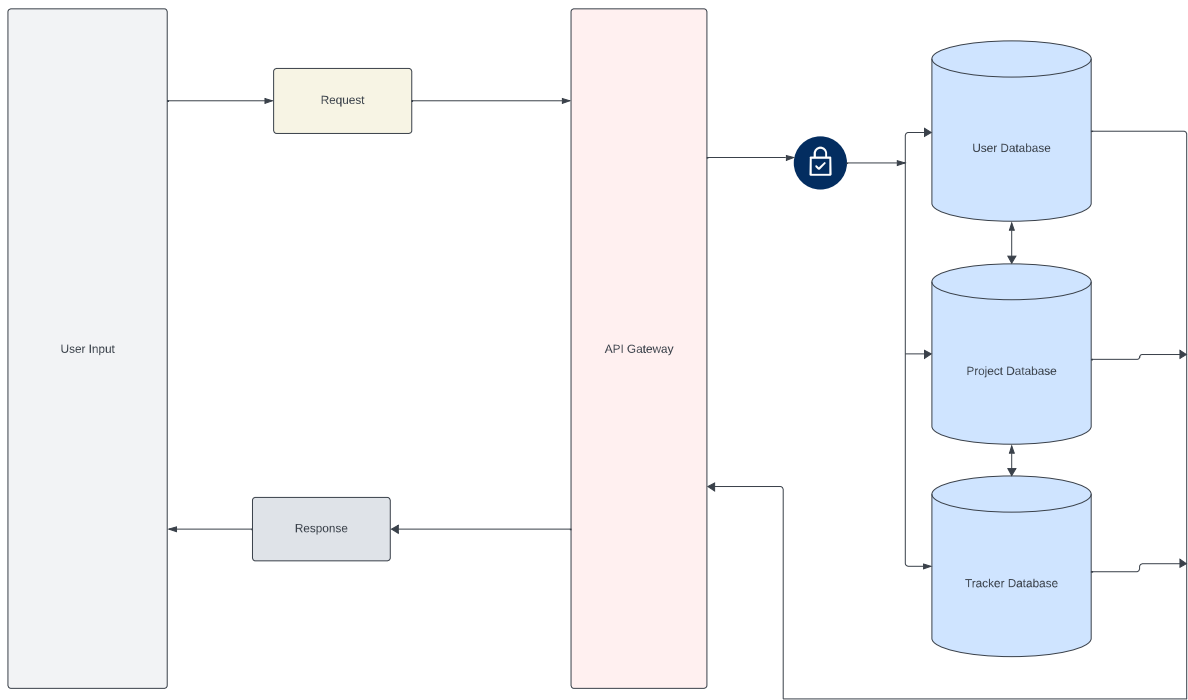 Request
User Database
User Input
API Gateway
Project Database
Response
Tracker Database